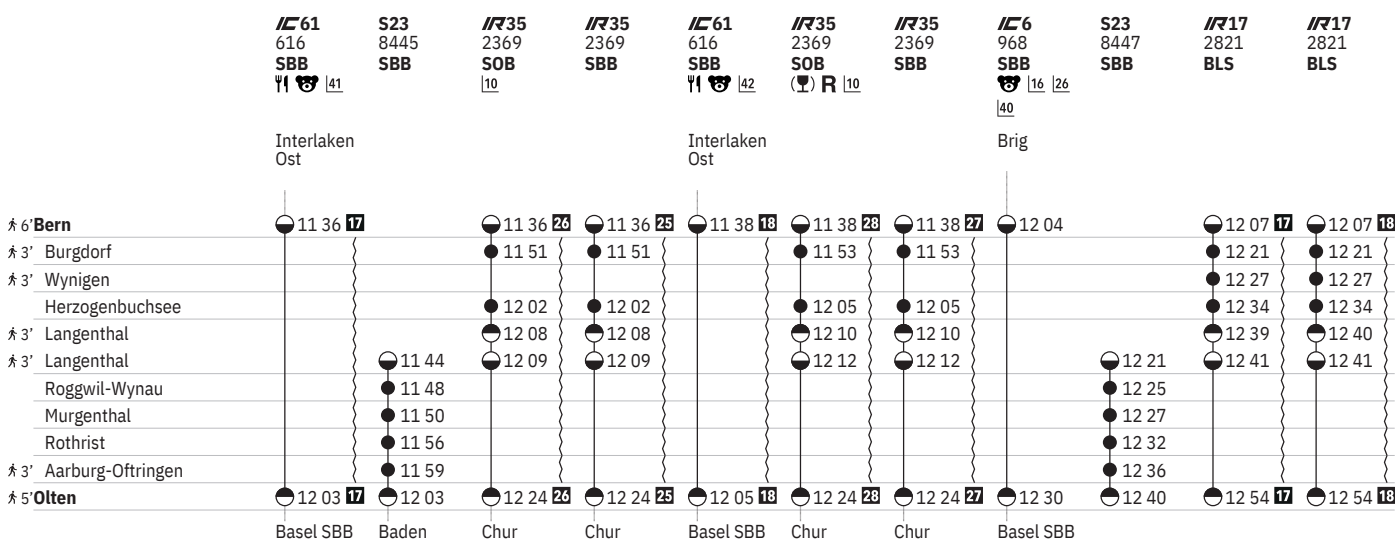 IC61 S23 IR35 IR35 IC61 IR35 IR35 IC6 S23 IR17 IR17
616 8445 2369 2369 616 2369 2369 968 8447 2821 2821
SBB SBB SOB SBB SBB SOB SBB SBB SBB BLS BLS
41 10 42 R 10 16 26
40
Interlaken Interlaken Brig
Ost Ost
6' Bern 11 36 17 11 36 26 11 36 25 11 38 18 11 38 28 11 38 27 12 04 12 07 17 12 07 18
3' Burgdorf 11 51 11 51 11 53 11 53 12 21 12 21
3' Wynigen 12 27 12 27
Herzogenbuchsee 12 02 12 02 12 05 12 05 12 34 12 34
3' Langenthal 12 08 12 08 12 10 12 10 12 39 12 40
3' Langenthal 11 44 12 09 12 09 12 12 12 12 12 21 12 41 12 41
Roggwil-Wynau 11 48 12 25
Murgenthal 11 50 12 27
Rothrist 11 56 12 32
3' Aarburg-Oftringen 11 59 12 36
5' Olten 12 03 17 12 03 12 24 26 12 24 25 12 05 18 12 24 28 12 24 27 12 30 12 40 12 54 17 12 54 18
Basel SBB Baden Chur Chur Basel SBB Chur Chur Basel SBB